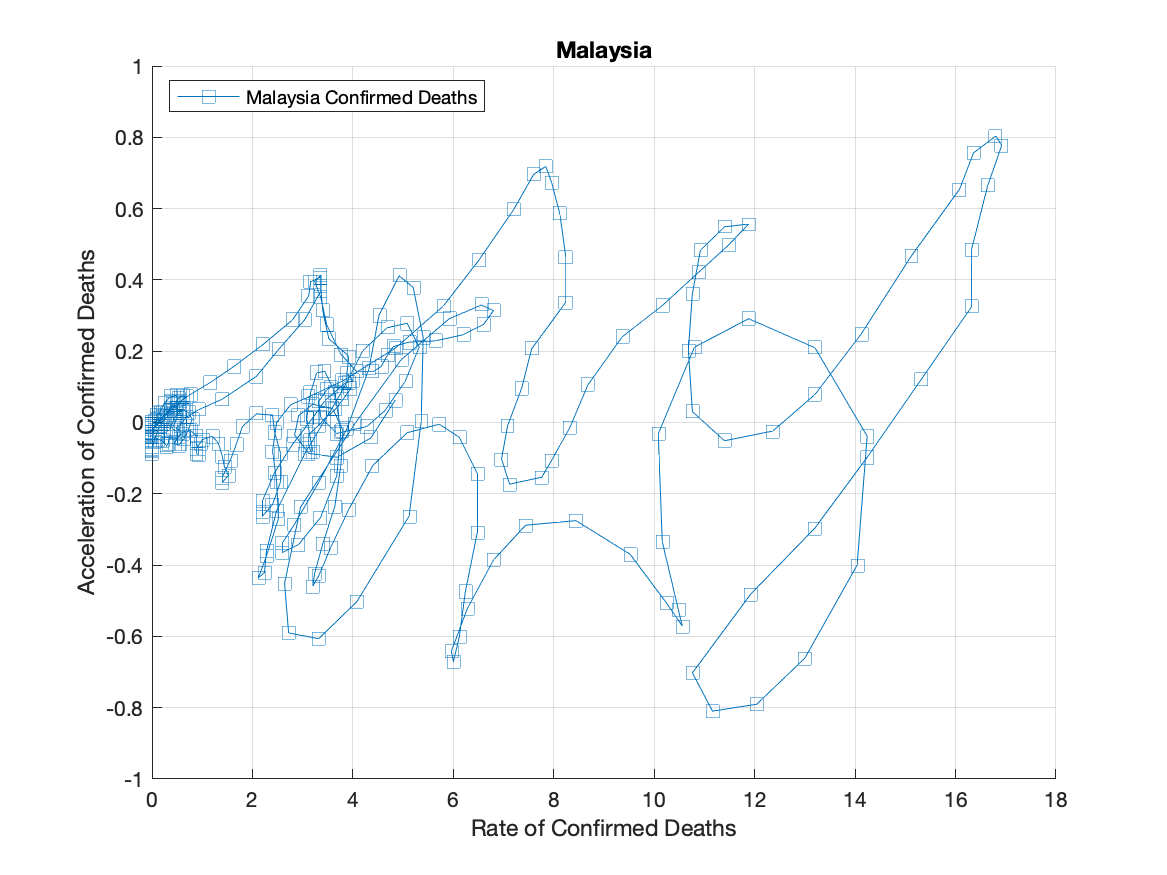 Malaysia
Malaysia Confirmed Deaths
1
0.8
0.6
0.4
0.2
0
-0.2
-0.4
-0.6
-0.8
-1
Acceleration of Confirmed Deaths
0 2 4 6 8 10 12 14 16 18
Rate of Confirmed Deaths